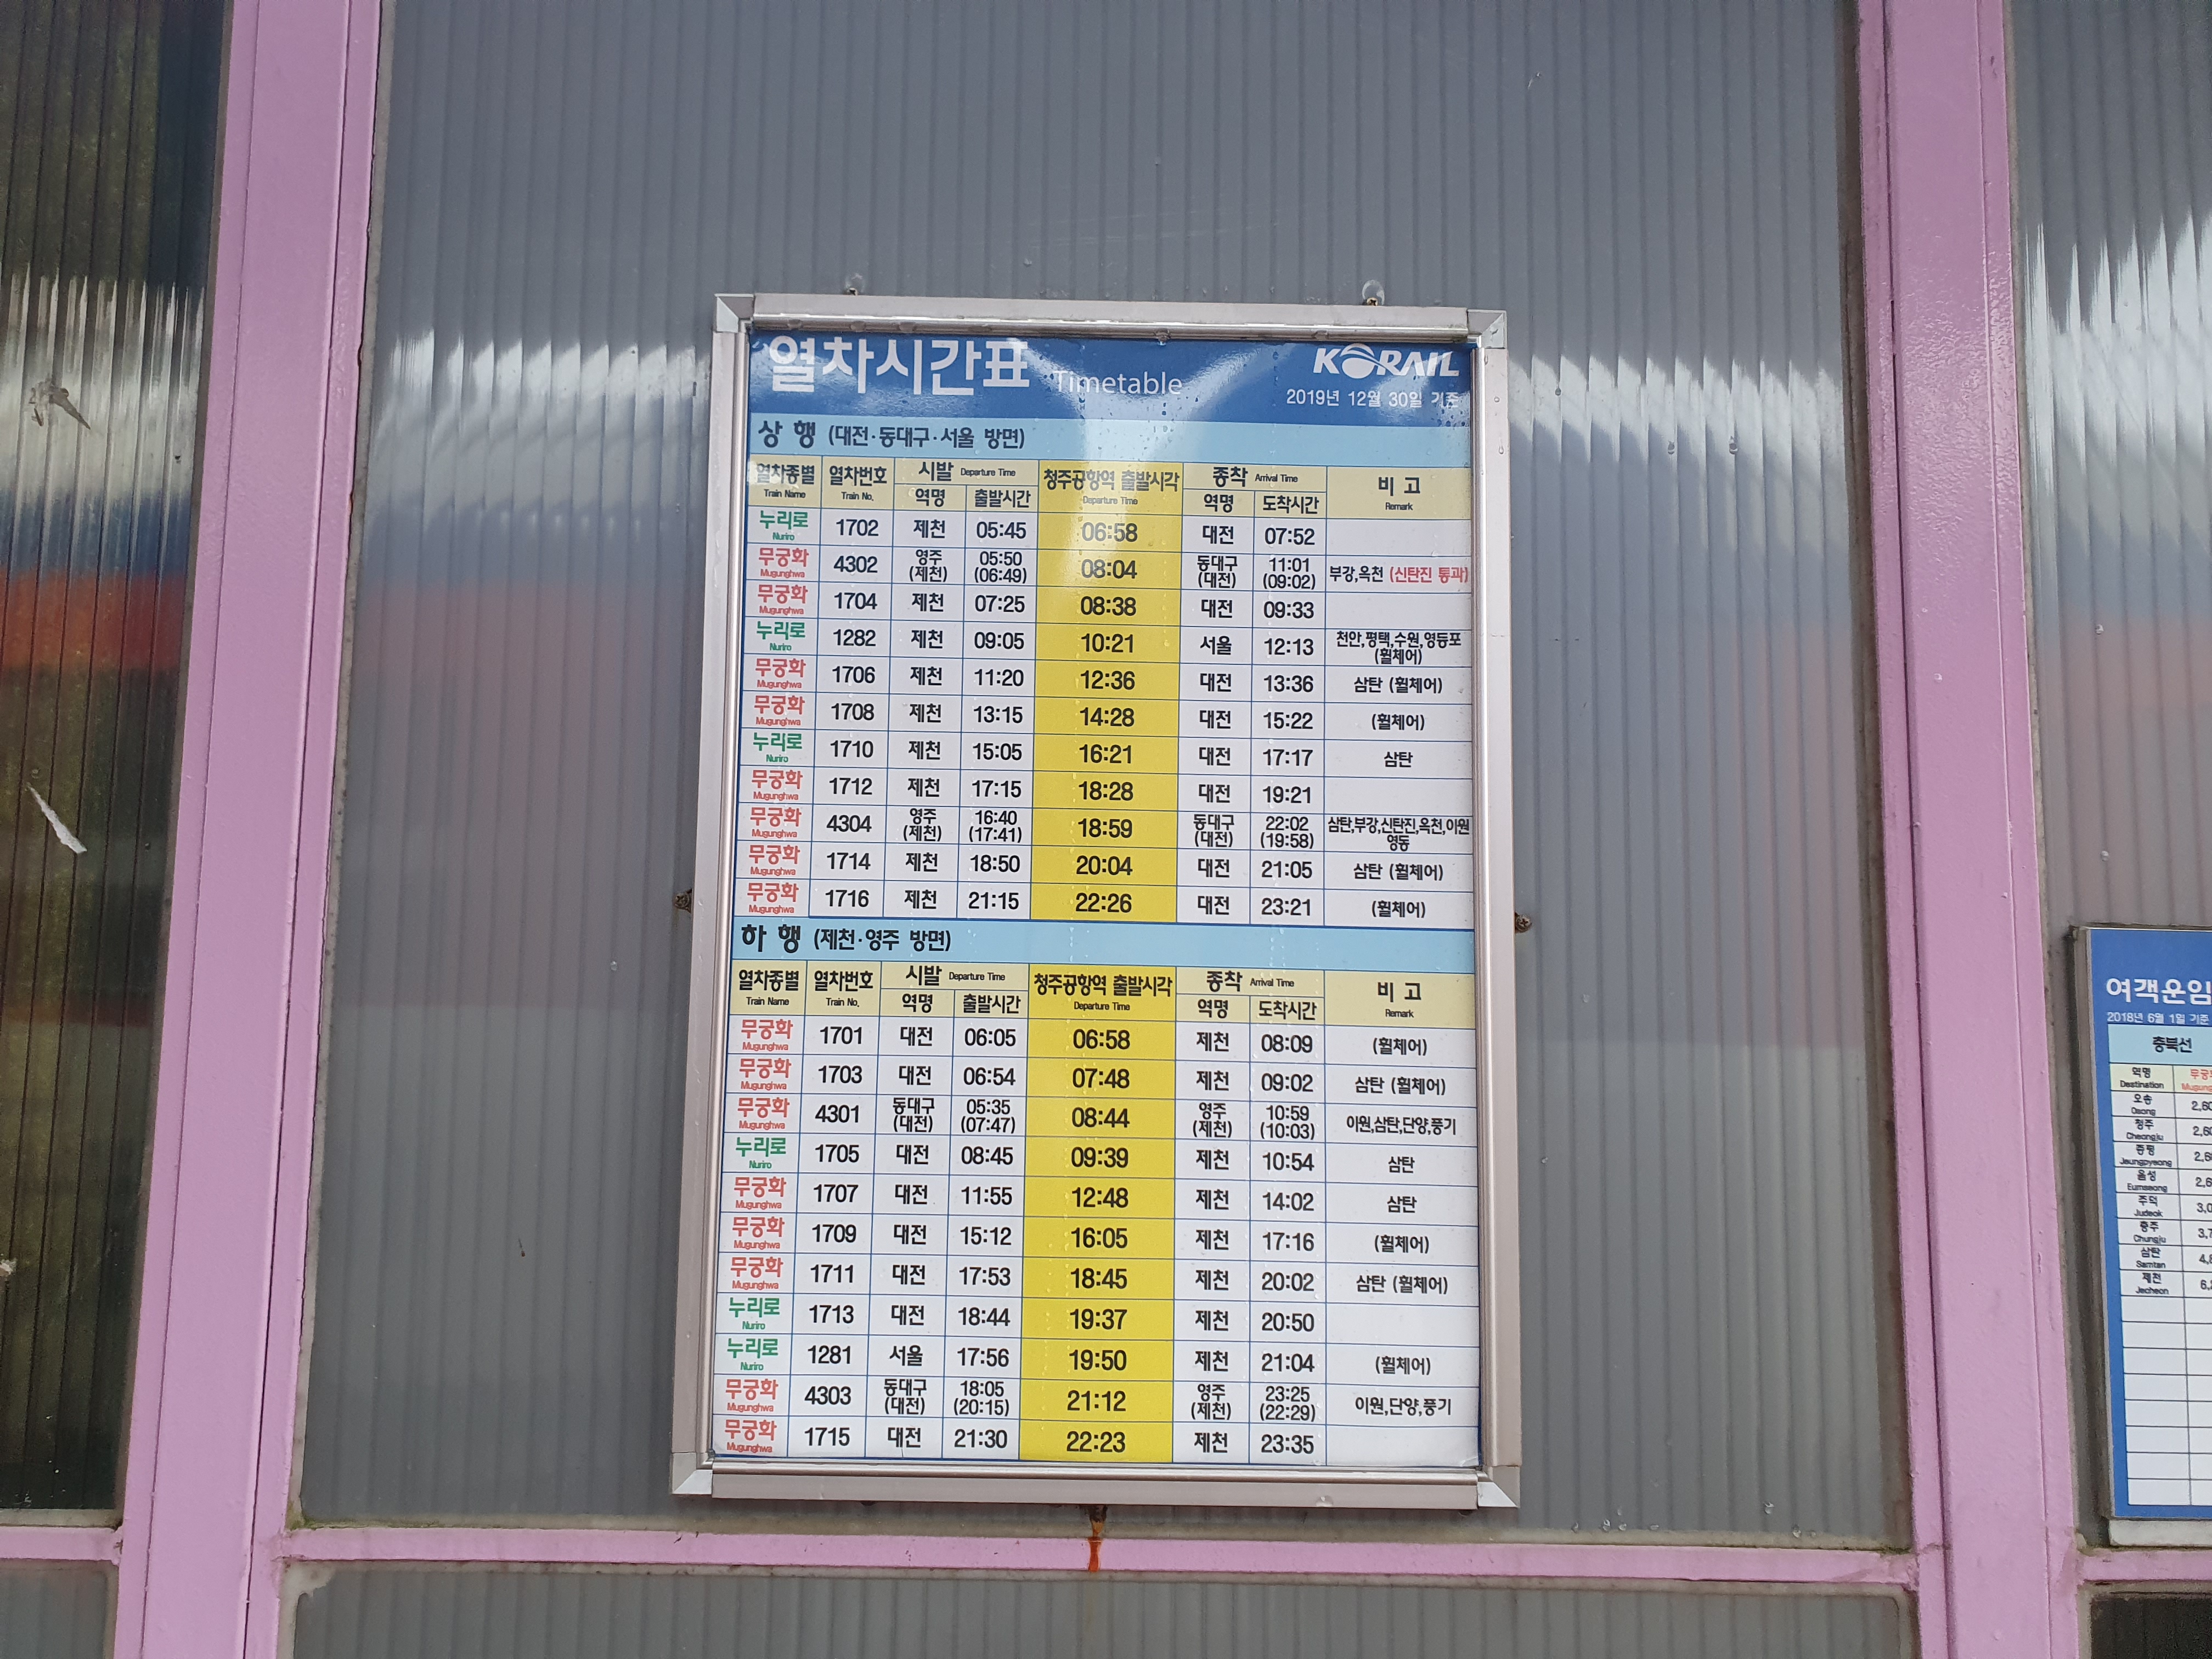 열차시간표 Timetable KORAIL
2019년 12월 30일 기준
상 행 (대전·동대구·서울 방면)
열차종별 열차번호 시발 Departure Time 청주공항역 출발시각 종착 Arrival Time 비 고
Train Name Train No. 역명 출발시간 Departure Time 역명 도착시간 Remark
누리로 Nuriro 1702 제천 05:45 06:58 대전 07:52
무궁화 Mugunghwa 4302 영주 (제천) 05:50 (06:49) 08:04 동대구 (대전) 11:01 (09:02) 부강,옥천 (신탄진 통과)
무궁화 Mugunghwa 1704 제천 07:25 08:38 대전 09:33
누리로 Nuriro 1282 제천 09:05 10:21 서울 12:13 천안,평택,수원,영등포 (휠체어)
무궁화 Mugunghwa 1706 제천 11:20 12:36 대전 13:36 삼탄 (휠체어)
무궁화 Mugunghwa 1708 제천 13:15 14:28 대전 15:22 (휠체어)
누리로 Nuriro 1710 제천 15:05 16:21 대전 17:17 삼탄
무궁화 Mugunghwa 1712 제천 17:15 18:28 대전 19:21
무궁화 Mugunghwa 4304 영주 (제천) 16:40 (17:41) 18:59 동대구 (대전) 22:02 (19:58) 삼탄,부강,신탄진,옥천,이원 영동
무궁화 Mugunghwa 1714 제천 18:50 20:04 대전 21:05 삼탄 (휠체어)
무궁화 Mugunghwa 1716 제천 21:15 22:26 대전 23:21 (휠체어)
하 행 (제천·영주 방면)
열차종별 열차번호 시발 Departure Time 청주공항역 출발시각 종착 Arrival Time 비 고
Train Name Train No. 역명 출발시간 Departure Time 역명 도착시간 Remark
무궁화 Mugunghwa 1701 대전 06:05 06:58 제천 08:09 (휠체어)
무궁화 Mugunghwa 1703 대전 06:54 07:48 제천 09:02 삼탄 (휠체어)
무궁화 Mugunghwa 4301 동대구 (대전) 05:35 (07:47) 08:44 영주 (제천) 10:59 (10:03) 이원,삼탄,단양,풍기
누리로 Nuriro 1705 대전 08:45 09:39 제천 10:54 삼탄
무궁화 Mugunghwa 1707 대전 11:55 12:48 제천 14:02 삼탄
무궁화 Mugunghwa 1709 대전 15:12 16:05 제천 17:16 (휠체어)
무궁화 Mugunghwa 1711 대전 17:53 18:45 제천 20:02 삼탄 (휠체어)
누리로 Nuriro 1713 대전 18:44 19:37 제천 20:50
누리로 Nuriro 1281 서울 17:56 19:50 제천 21:04 (휠체어)
무궁화 Mugunghwa 4303 동대구 (대전) 18:05 (20:15) 21:12 영주 (제천) 23:25 (22:29) 이원,단양,풍기
무궁화 Mugunghwa 1715 대전 21:30 22:23 제천 23:35
여객운임
2018년 6월 1일 기준
충북선
역명 Destination
오송 Osong
청주 Cheongju
증평 Jeungpyeong
음성 Eumseong
주덕 Judeok
충주 Chungju
삼탄 Samtan
제천 Jecheon